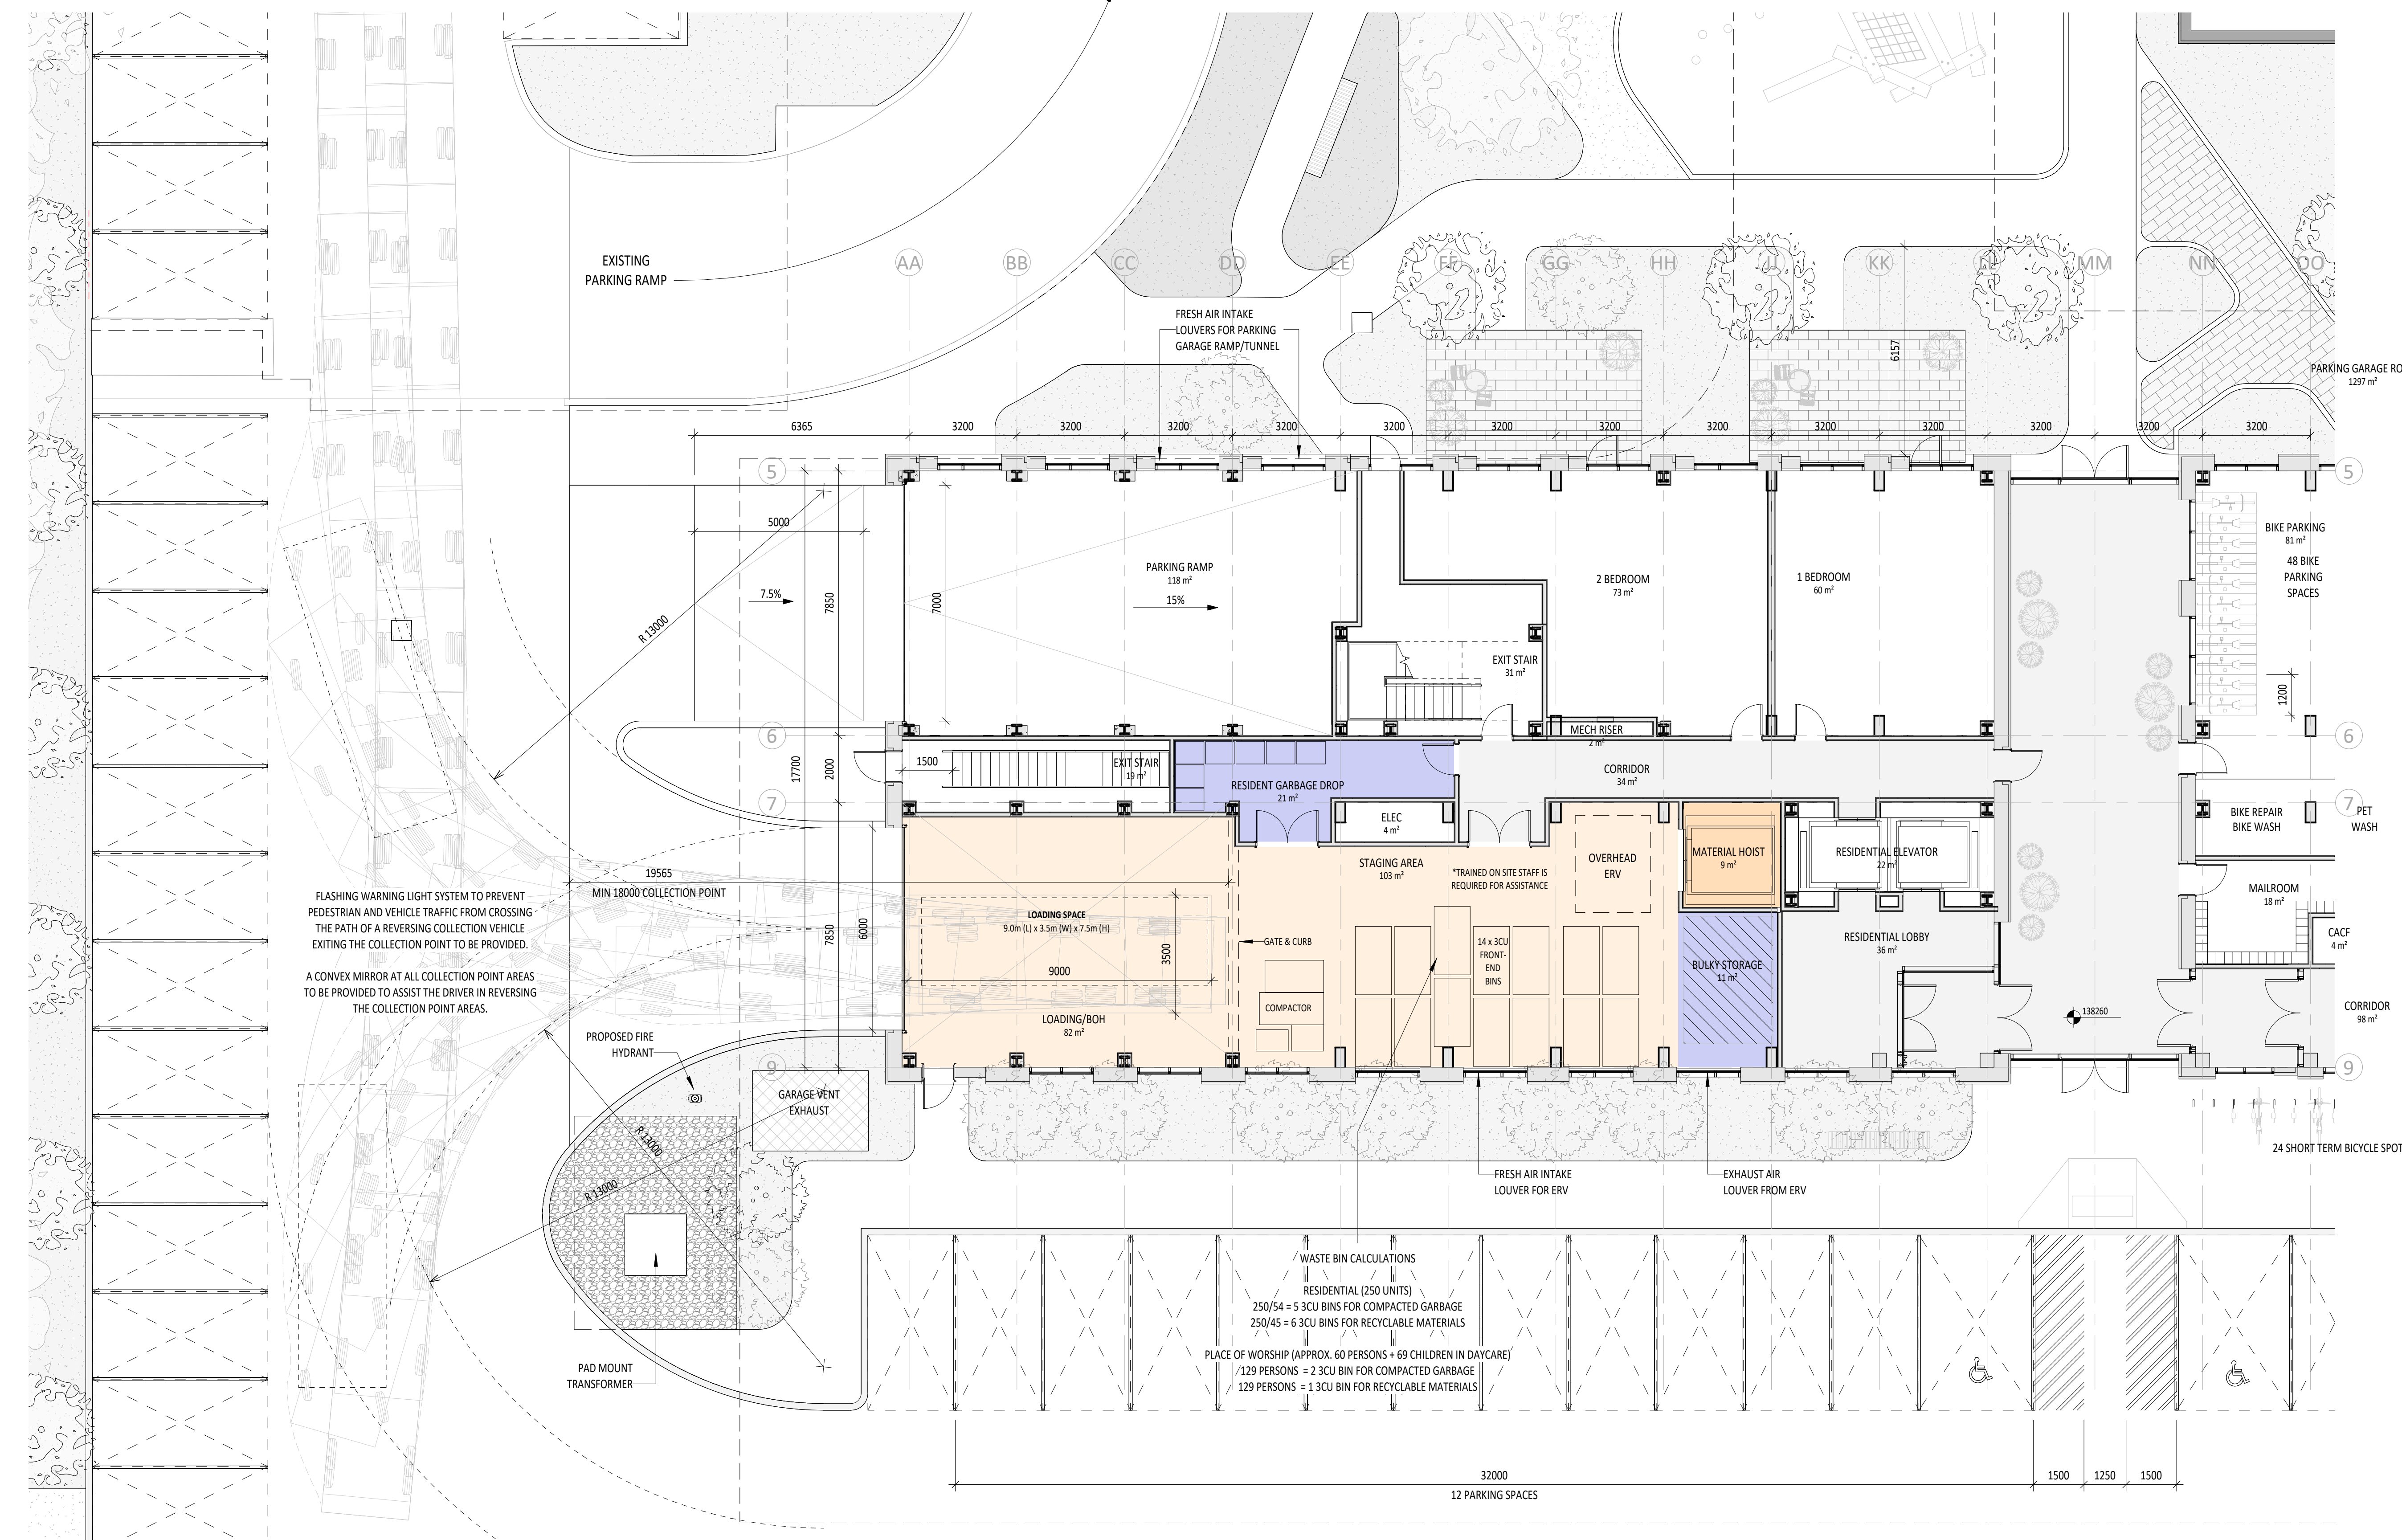 EXISTING
PARKING RAMP
AA
BB
CC
DD
EE
FF
GG
HH
JJ
KK
LL
MM
NN
OO
FRESH AIR INTAKE
LOUVERS FOR PARKING
GARAGE RAMP/TUNNEL
6157
PARKING GARAGE RO
1297 m²
6365
3200
3200
3200
3200
3200
3200
3200
3200
3200
3200
3200
3200
3200
5
5
5000
7.5%
7850
7000
R 13000
PARKING RAMP
118 m²
15%
2 BEDROOM
73 m²
1 BEDROOM
60 m²
EXIT STAIR
31 m²
BIKE PARKING
81 m²
48 BIKE
PARKING
SPACES
1200
6
6
MECH RISER
2 m²
17700
2000
1500
EXIT STAIR
19 m²
RESIDENT GARBAGE DROP
21 m²
CORRIDOR
34 m²
7
7
ELEC
4 m²
BIKE REPAIR
BIKE WASH
PET
WASH
STAGING AREA
103 m²
*TRAINED ON SITE STAFF IS
REQUIRED FOR ASSISTANCE
OVERHEAD
ERV
MATERIAL HOIST
9 m²
RESIDENTIAL ELEVATOR
22 m²
19565
MIN 18000 COLLECTION POINT
FLASHING WARNING LIGHT SYSTEM TO PREVENT
PEDESTRIAN AND VEHICLE TRAFFIC FROM CROSSING
THE PATH OF A REVERSING COLLECTION VEHICLE
EXITING THE COLLECTION POINT TO BE PROVIDED.
A CONVEX MIRROR AT ALL COLLECTION POINT AREAS
TO BE PROVIDED TO ASSIST THE DRIVER IN REVERSING
THE COLLECTION POINT AREAS.
7850
6000
LOADING SPACE
9.0m (L) x 3.5m (W) x 7.5m (H)
3500
9000
GATE & CURB
COMPACTOR
14 x 3CU
FRONT-
END
BINS
LOADING/BOH
82 m²
BULKY STORAGE
11 m²
RESIDENTIAL LOBBY
36 m²
MAILROOM
18 m²
CACF
4 m²
138260
CORRIDOR
98 m²
PROPOSED FIRE
HYDRANT
9
9
GARAGE VENT
EXHAUST
R 13000
R 13000
FRESH AIR INTAKE
LOUVER FOR ERV
EXHAUST AIR
LOUVER FROM ERV
24 SHORT TERM BICYCLE SPOT
PAD MOUNT
TRANSFORMER
WASTE BIN CALCULATIONS
RESIDENTIAL (250 UNITS)
250/54 = 5 3CU BINS FOR COMPACTED GARBAGE
250/45 = 6 3CU BINS FOR RECYCLABLE MATERIALS
PLACE OF WORSHIP (APPROX. 60 PERSONS + 69 CHILDREN IN DAYCARE)
129 PERSONS = 2 3CU BIN FOR COMPACTED GARBAGE
129 PERSONS = 1 3CU BIN FOR RECYCLABLE MATERIALS
32000
12 PARKING SPACES
1500
1250
1500